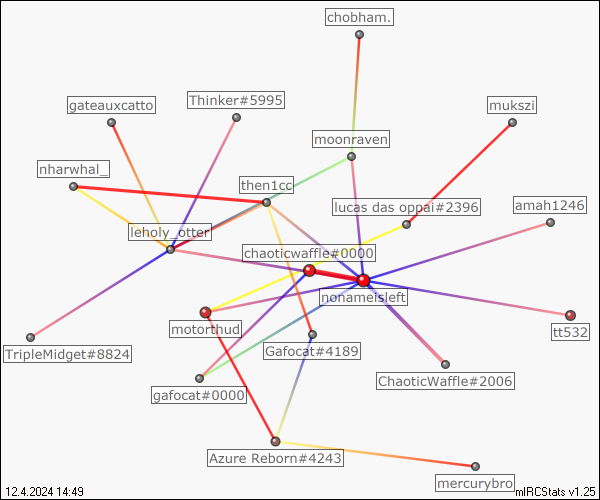 chobham.
gateauxcatto
Thinker#5995
mukszi
moonraven
nharwhal_
then1cc
lucas das oppai#2396
amah1246
leholy_otter
chaoticwaffle#0000
nonameisleft
motorthud
tt532
TripleMidget#8824
Gafocat#4189
ChaoticWaffle#2006
gafocat#0000
Azure Reborn#4243
mercurybro
12.4.2024 14:49
mIRCStats v1.25